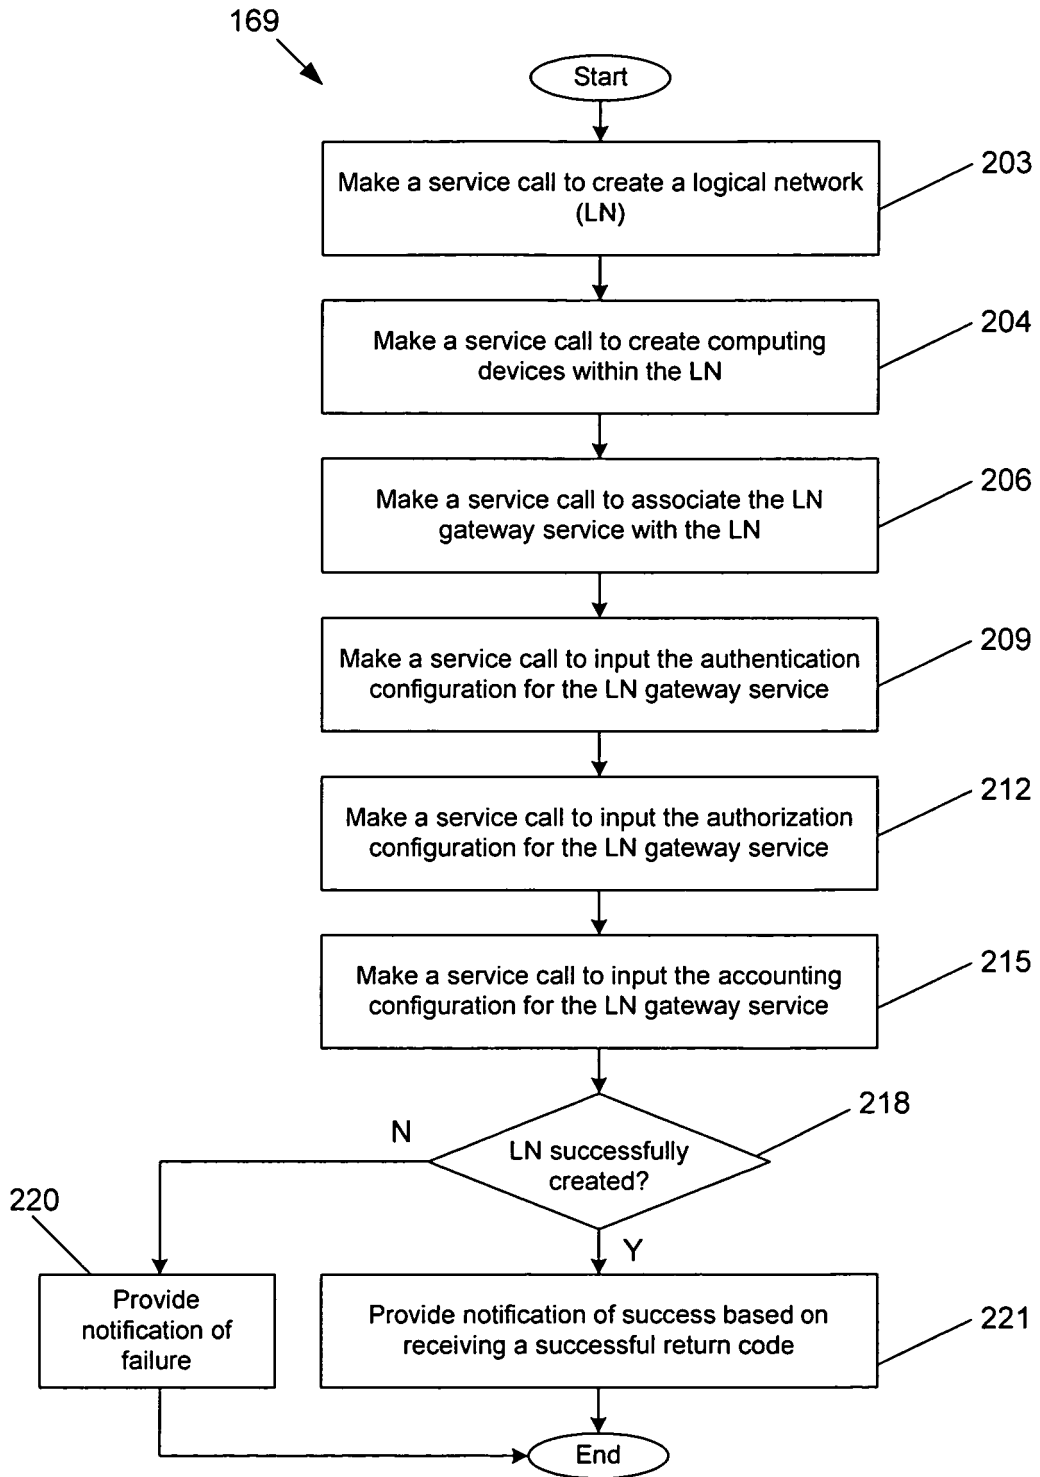 169
Start
Make a service call to create a logical network
(LN)
203
Make a service call to create computing
devices within the LN
204
Make a service call to associate the LN
gateway service with the LN
206
Make a service call to input the authentication
configuration for the LN gateway service
209
Make a service call to input the authorization
configuration for the LN gateway service
212
Make a service call to input the accounting
configuration for the LN gateway service
215
LN successfully
created?
218
N
Y
220
Provide
notification of
failure
Provide notification of success based on
receiving a successful return code
221
End